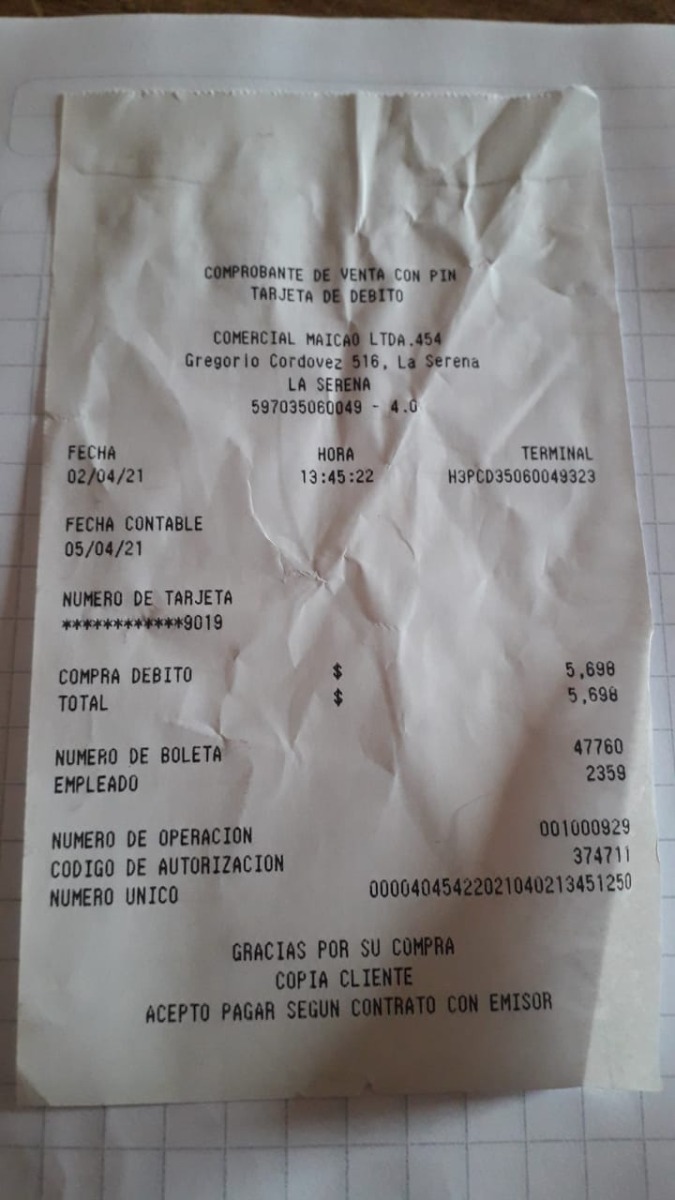 COMPROBANTE DE VENTA CON PIN
TARJETA DE DEBITO
COMERCIAL MAICAO LTDA.454
Gregorio Cordovez 516, La Serena
LA SERENA
597035060049 - 4.0
FECHA HORA TERMINAL
02/04/21 13:45:22 H3PCD35060049323
FECHA CONTABLE
05/04/21
NUMERO DE TARJETA
************9019
COMPRA DEBITO $ 5,698
TOTAL $ 5,698
NUMERO DE BOLETA 47760
EMPLEADO 2359
NUMERO DE OPERACION 001000929
CODIGO DE AUTORIZACION 374711
NUMERO UNICO 00004045422021040213451250
GRACIAS POR SU COMPRA
COPIA CLIENTE
ACEPTO PAGAR SEGUN CONTRATO CON EMISOR